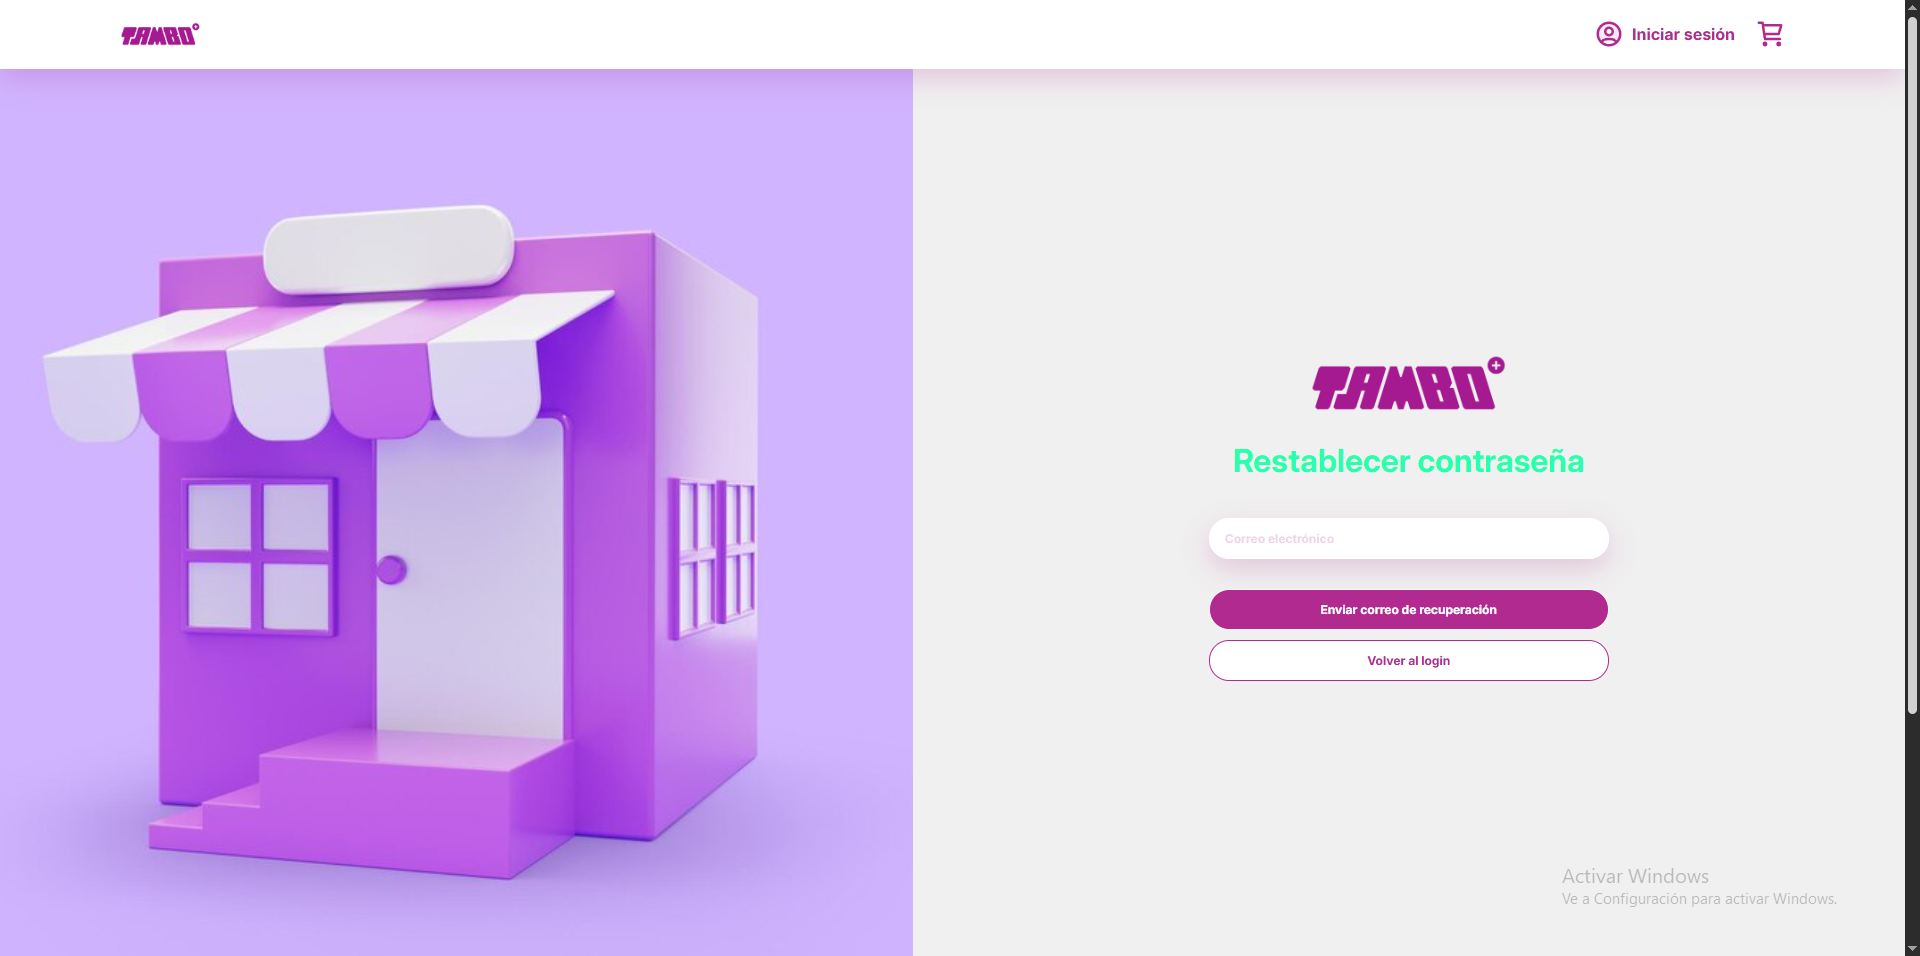 TAMBO+
Iniciar sesión
TAMBO+
Restablecer contraseña
Correo electrónico
Enviar correo de recuperación
Volver al login
Activar Windows
Ve a Configuración para activar Windows.